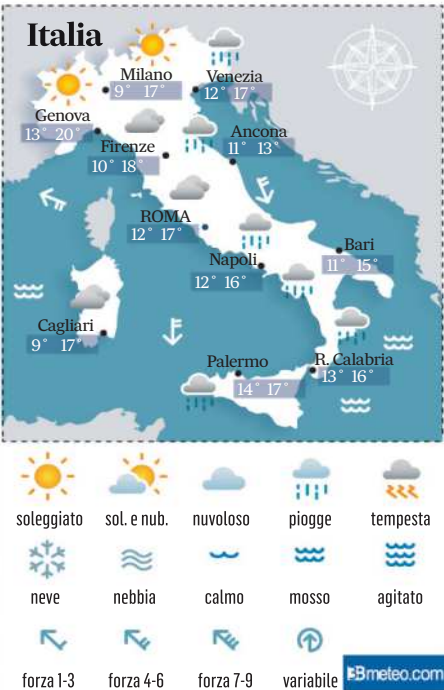 Italia
Milano
9° 17°
Venezia
12° 17°
Genova
13° 20°
Firenze
10° 18°
Ancona
11° 13°
ROMA
12° 17°
Napoli
12° 16°
Bari
11° 15°
Cagliari
9° 17°
Palermo
14° 17°
R. Calabria
13° 16°
soleggiato sol. e nub. nuvoloso piogge tempesta
neve nebbia calmo mosso agitato
forza 1-3 forza 4-6 forza 7-9 variabile
3Bmeteo.com